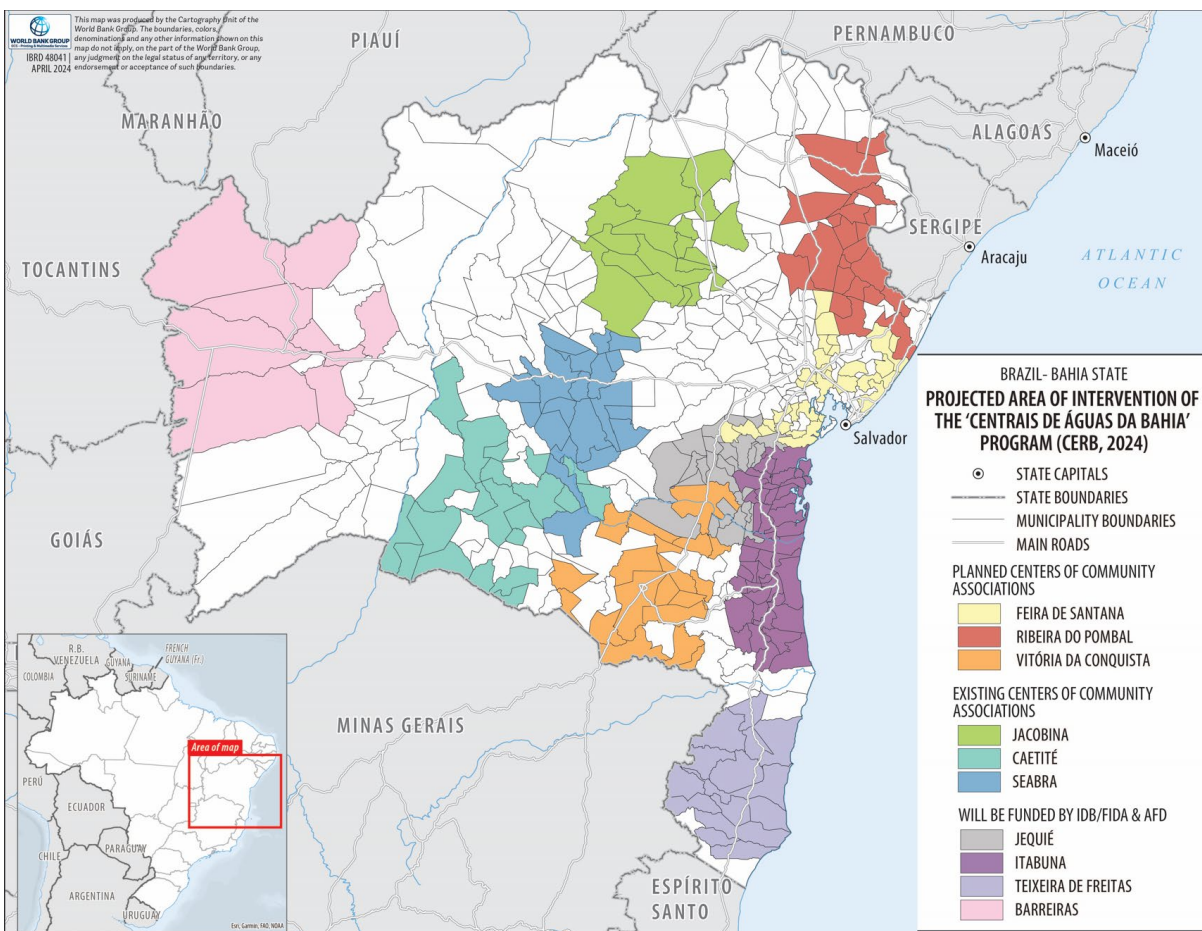 WORLD BANK GROUP
GCS - Printing & Multimedia Services
IBRD 48041
APRIL 2024
This map was produced by the Cartography Unit of the
World Bank Group. The boundaries, colors,
denominations and any other information shown on this
map do not imply, on the part of the World Bank Group,
any judgment on the legal status of any territory, or any
endorsement or acceptance of such boundaries.
PIAUÍ
PERNAMBUCO
MARANHÃO
ALAGOAS
Maceió
SERGIPE
TOCANTINS
Aracaju
ATLANTIC
OCEAN
Salvador
GOIÁS
MINAS GERAIS
ESPÍRITO
SANTO
BRAZIL- BAHIA STATE
PROJECTED AREA OF INTERVENTION OF
THE ‘CENTRAIS DE ÁGUAS DA BAHIA’
PROGRAM (CERB, 2024)
STATE CAPITALS
STATE BOUNDARIES
MUNICIPALITY BOUNDARIES
MAIN ROADS
PLANNED CENTERS OF COMMUNITY
ASSOCIATIONS
FEIRA DE SANTANA
RIBEIRA DO POMBAL
VITÓRIA DA CONQUISTA
EXISTING CENTERS OF COMMUNITY
ASSOCIATIONS
JACOBINA
CAETITÉ
SEABRA
WILL BE FUNDED BY IDB/FIDA & AFD
JEQUIÉ
ITABUNA
TEIXEIRA DE FREITAS
BARREIRAS
R.B.
VENEZUELA
GUYANA
FRENCH
GUYANA (Fr.)
SURINAME
COLOMBIA
Area of map
PERÚ
ECUADOR
PARAGUAY
CHILE
ARGENTINA
URUGUAY
Esri, Garmin, FAO, NOAA